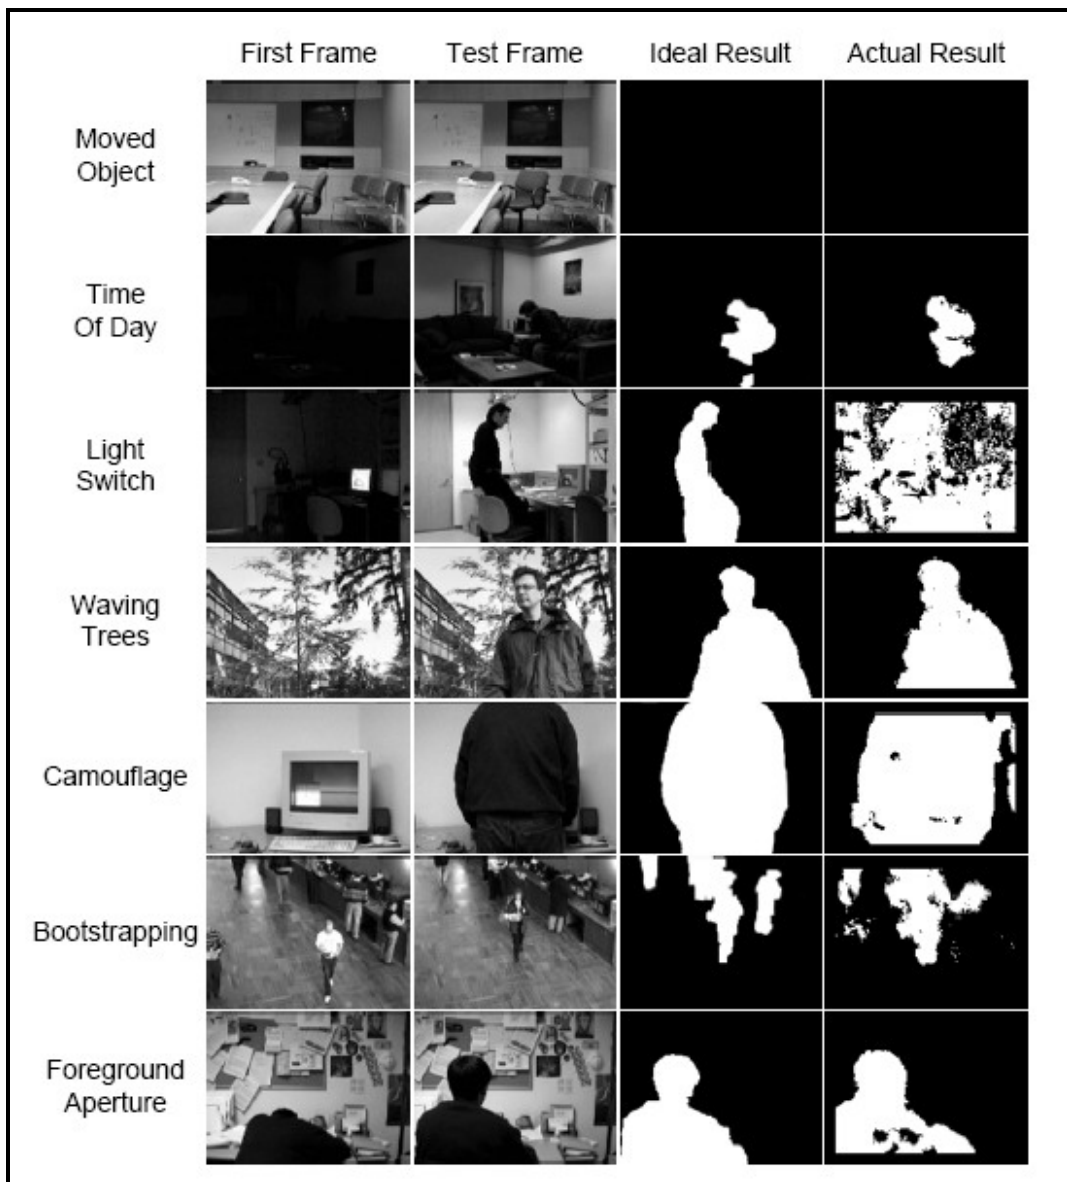 First Frame Test Frame Ideal Result Actual Result
Moved
Object
Time
Of Day
Light
Switch
Waving
Trees
Camouflage
Bootstrapping
Foreground
Aperture